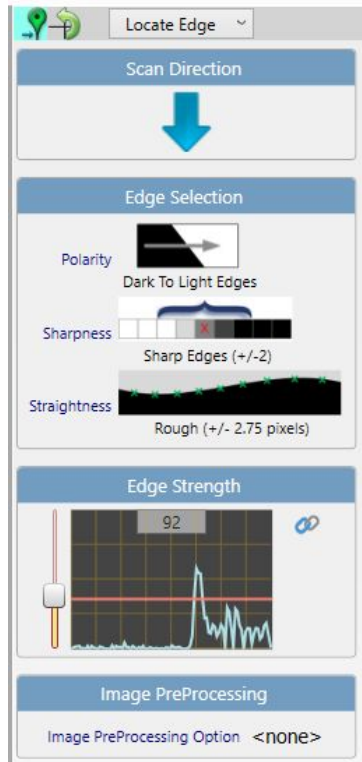 Locate Edge
Scan Direction
Edge Selection
Polarity
Dark To Light Edges
X
Sharpness
Sharp Edges (+/-2)
Straightness
Rough (+/- 2.75 pixels)
Edge Strength
92
Image PreProcessing
Image PreProcessing Option <none>